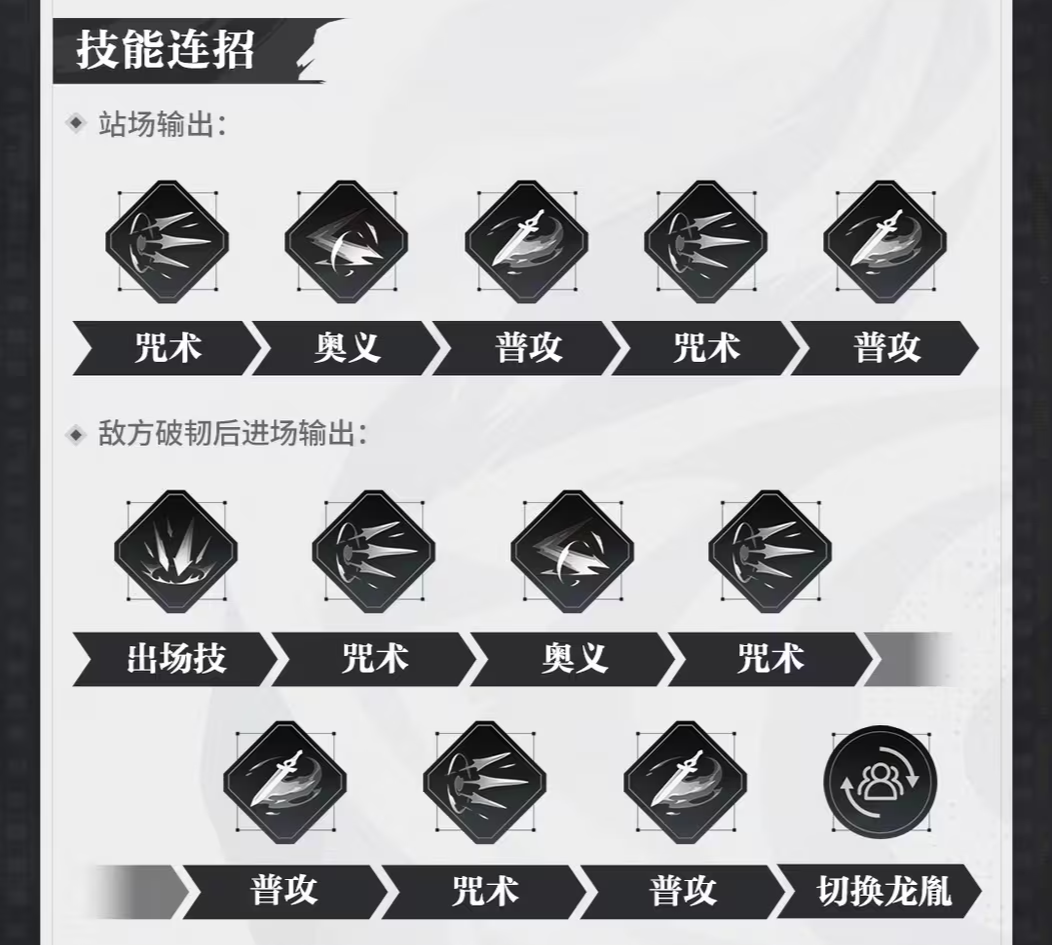 技能连招
站场输出：
咒术 奥义 普攻 咒术 普攻
敌方破韧后进场输出：
出场技 咒术 奥义 咒术
普攻 咒术 普攻 切换龙胤